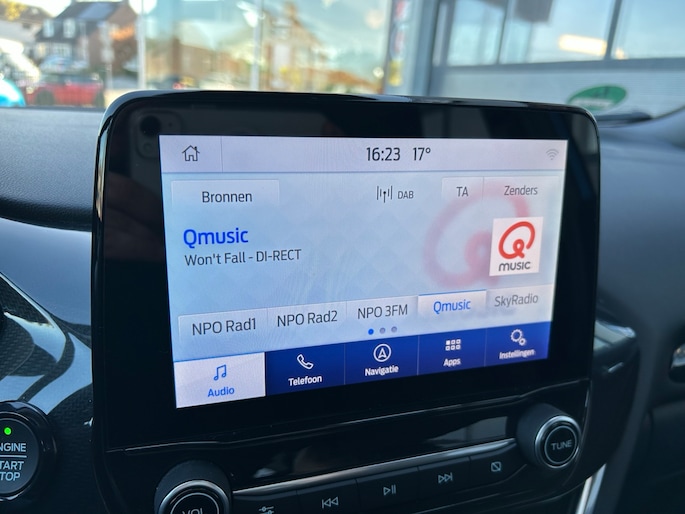 16:23 17°
Bronnen
DAB
TA
Zenders
Qmusic
Won't Fall - DI-RECT
music
NPO Rad1
NPO Rad2
NPO 3FM
Qmusic
SkyRadio
Audio
Telefoon
Navigatie
Apps
Instellingen
ENGINE
START
STOP
VOL
TUNE